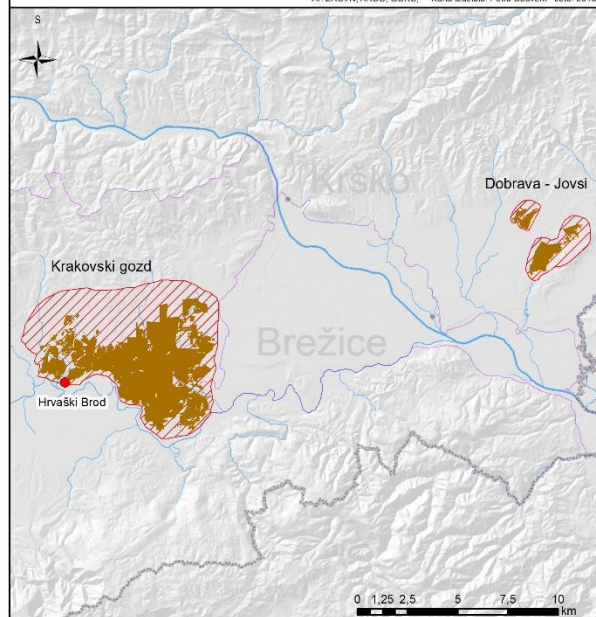 S
Krško
Dobrava - Jovsi
Krakovski gozd
Brežice
Hrvaški Brod
0 1,25 2,5 5 7,5 10
km